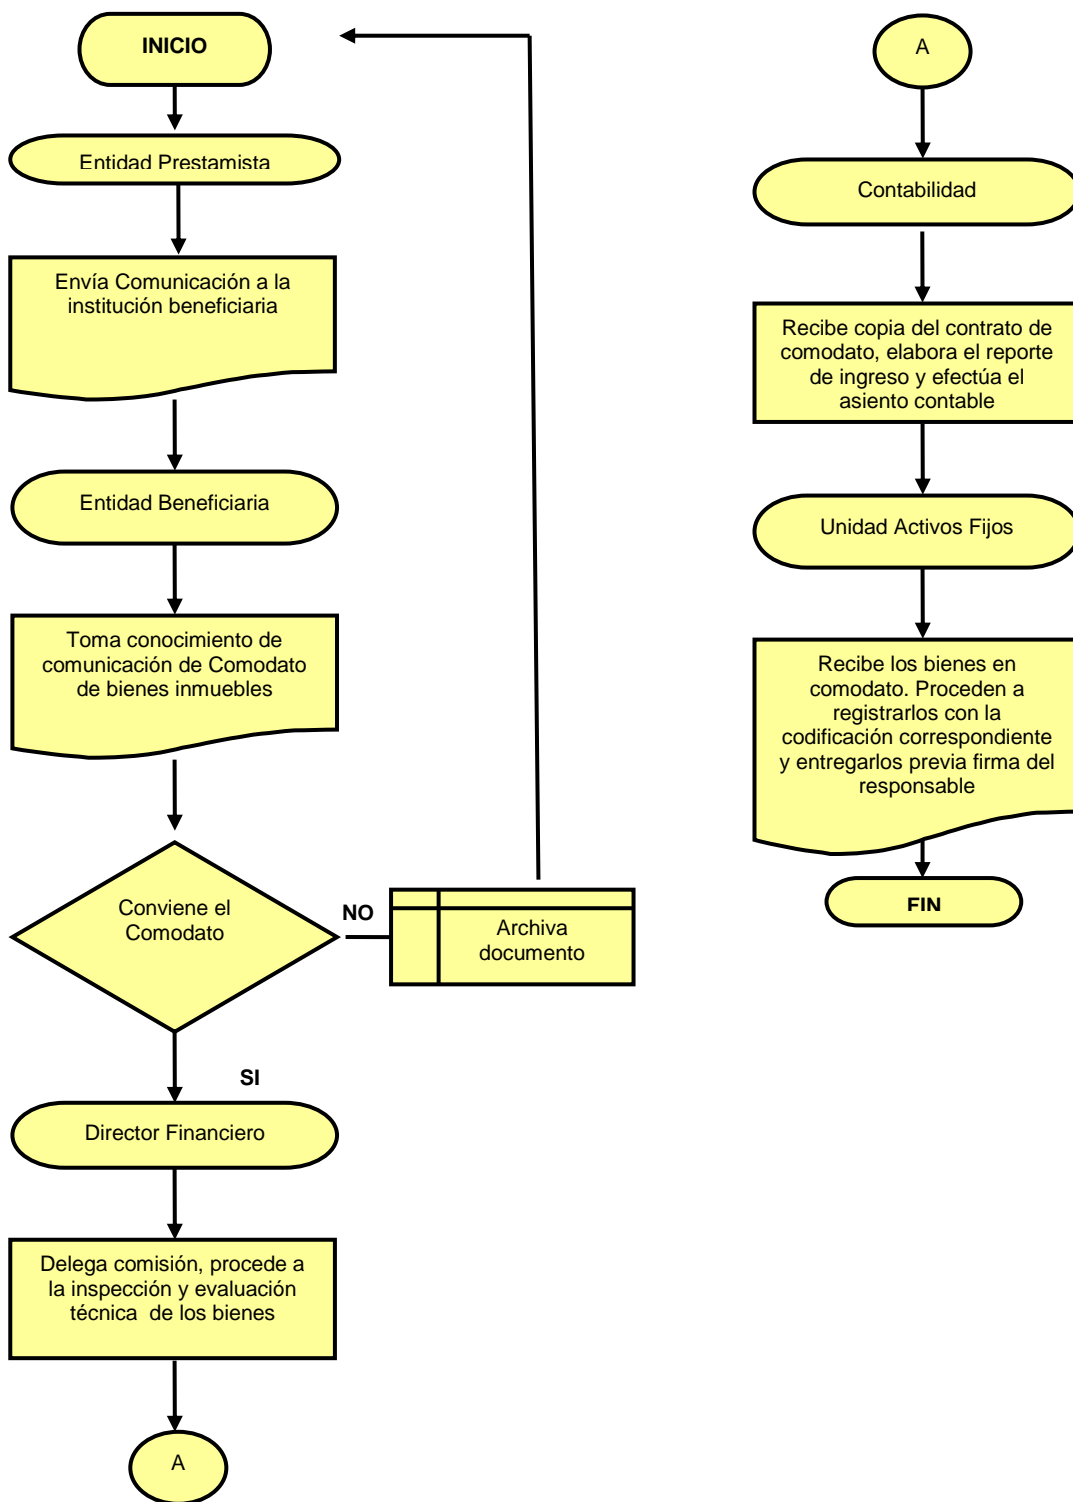 INICIO
Entidad Prestamista
Envía Comunicación a la
institución beneficiaria
Entidad Beneficiaria
Toma conocimiento de
comunicación de Comodato
de bienes inmuebles
Conviene el
Comodato
NO
Archiva
documento
SI
Director Financiero
Delega comisión, procede a
la inspección y evaluación
técnica de los bienes
A
A
Contabilidad
Recibe copia del contrato de
comodato, elabora el reporte
de ingreso y efectúa el
asiento contable
Unidad Activos Fijos
Recibe los bienes en
comodato. Proceden a
registrarlos con la
codificación correspondiente
y entregarlos previa firma del
responsable
FIN